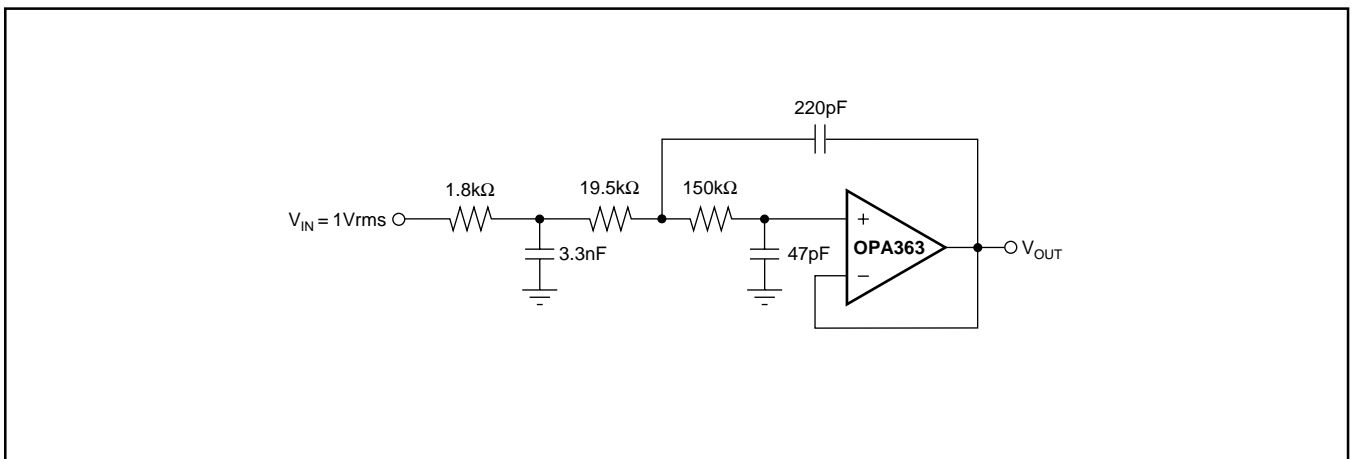 220pF
1.8kΩ
19.5kΩ
150kΩ
V_IN = 1Vrms
+
OPA363
V_OUT
3.3nF
47pF
−